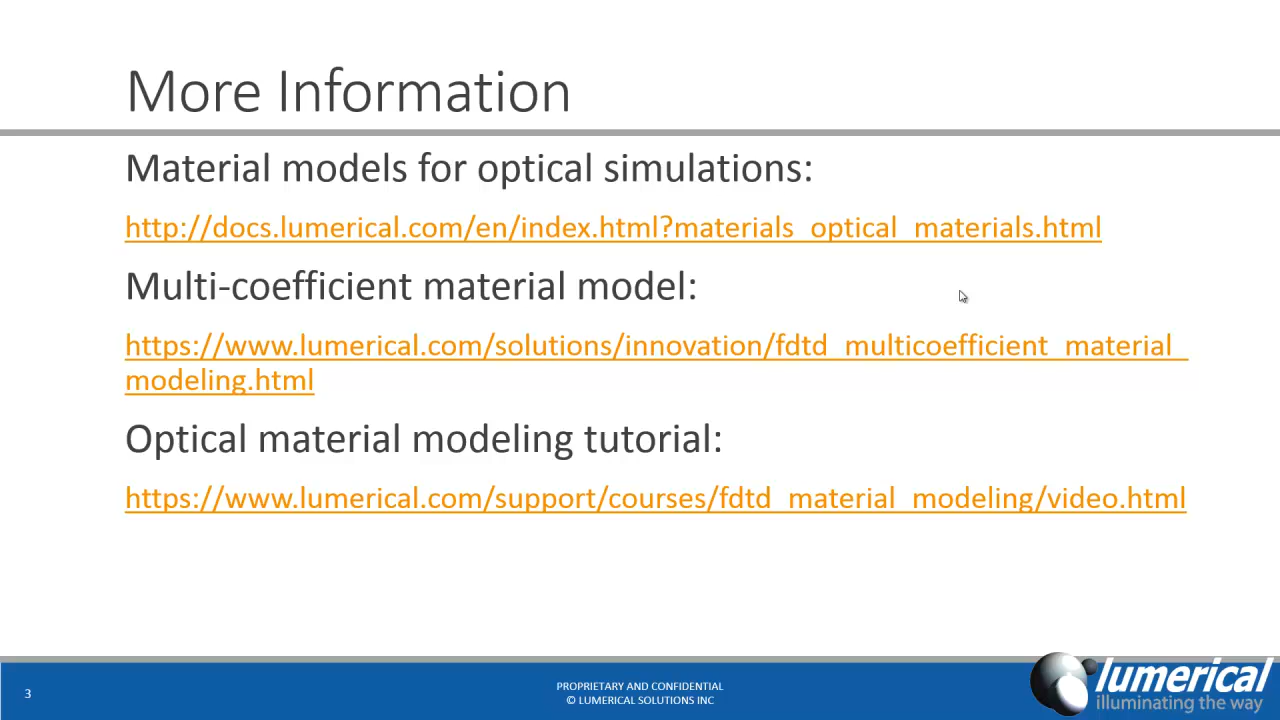 More Information
Material models for optical simulations:
http://docs.lumerical.com/en/index.html?materials_optical_materials.html
Multi-coefficient material model:
https://www.lumerical.com/solutions/innovation/fdtd_multicoefficient_material_
modeling.html
Optical material modeling tutorial:
https://www.lumerical.com/support/courses/fdtd_material_modeling/video.html
3
PROPRIETARY AND CONFIDENTIAL
© LUMERICAL SOLUTIONS INC
lumerical
illuminating the way